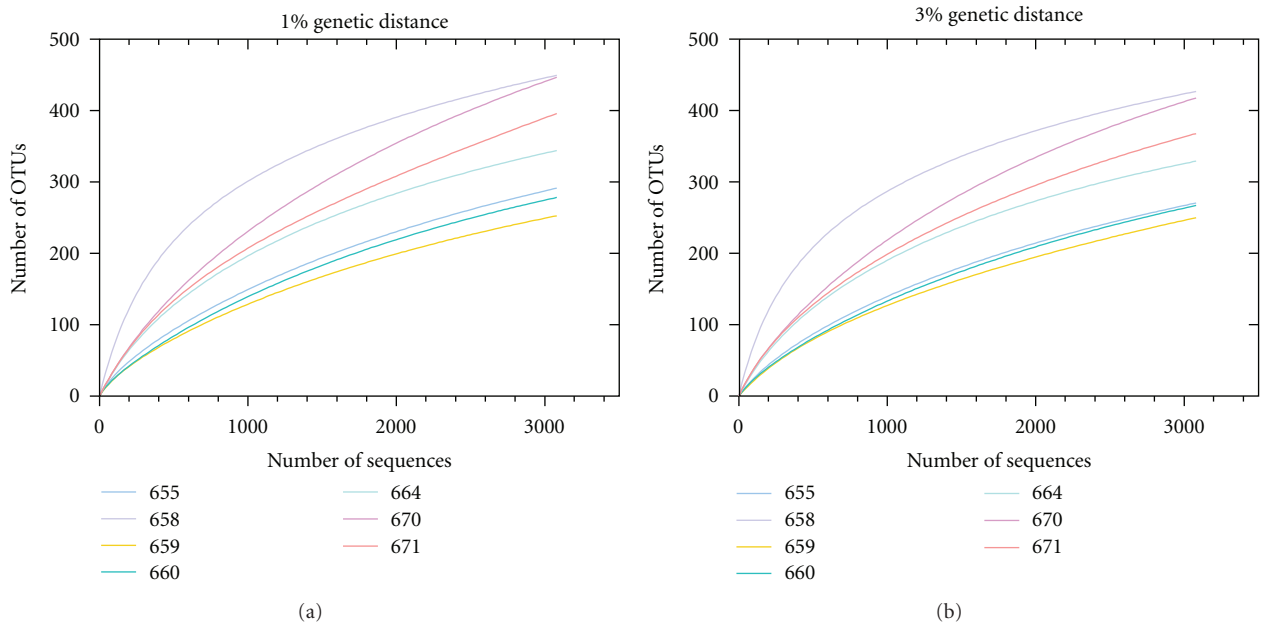 1% genetic distance
500
400
300
200
100
0
Number of OTUs
0 1000 2000 3000
Number of sequences
655 664
658 670
659 671
660
(a)
3% genetic distance
500
400
300
200
100
0
Number of OTUs
0 1000 2000 3000
Number of sequences
655 664
658 670
659 671
660
(b)